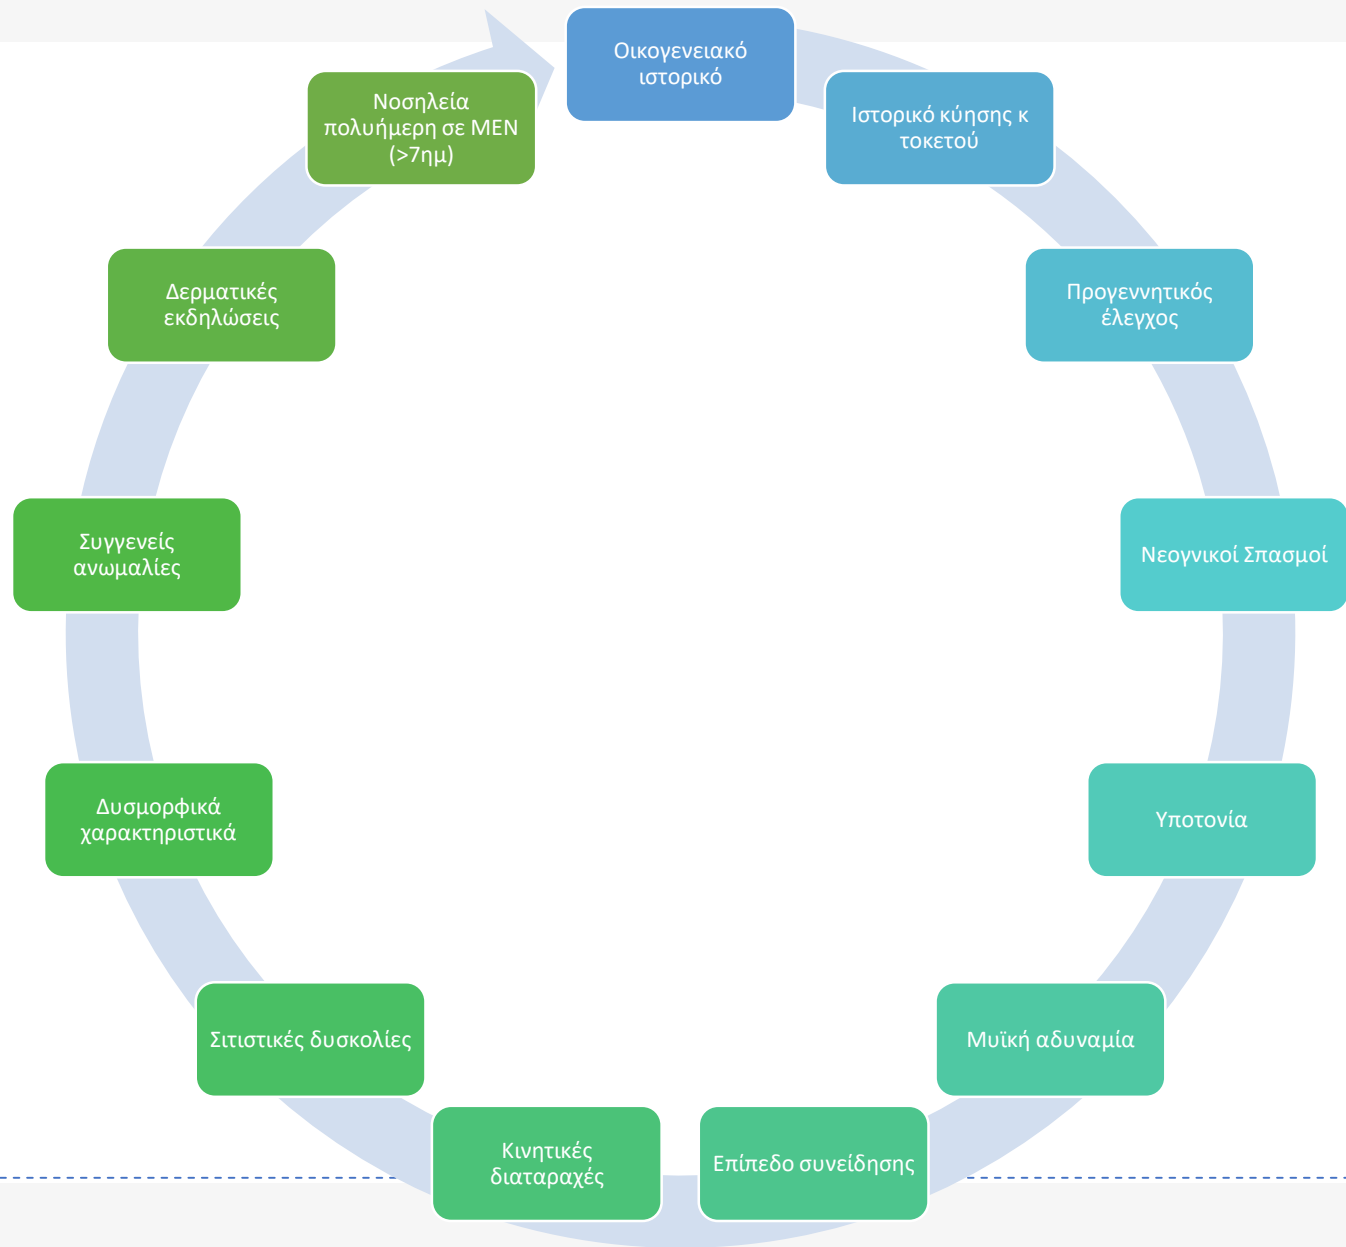 Οικογενειακό
ιστορικό
Ιστορικό κύησης κ
τοκετού
Προγεννητικός
έλεγχος
Νεογνικοί Σπασμοί
Υποτονία
Μυϊκή αδυναμία
Επίπεδο συνείδησης
Κινητικές
διαταραχές
Σιτιστικές δυσκολίες
Δυσμορφικά
χαρακτηριστικά
Συγγενείς
ανωμαλίες
Δερματικές
εκδηλώσεις
Νοσηλεία
πολυήμερη σε ΜΕΝ
(>7ημ)